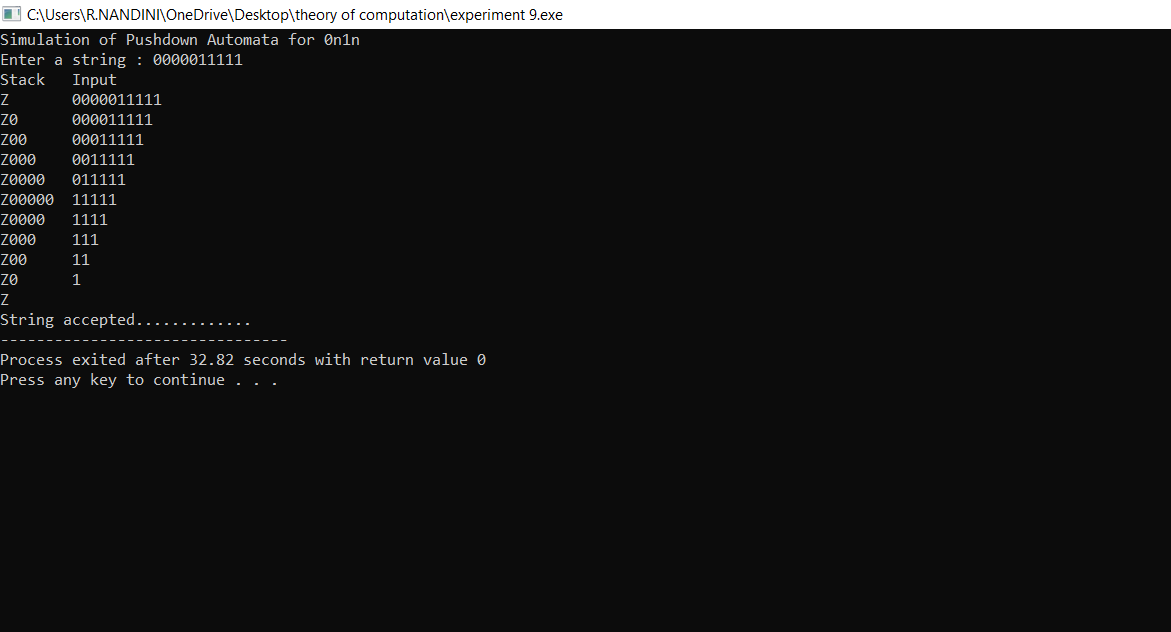 C:\Users\R.NANDINI\OneDrive\Desktop\theory of computation\experiment 9.exe
Simulation of Pushdown Automata for 0n1n
Enter a string : 0000011111
Stack   Input
Z       0000011111
Z0      000011111
Z00     00011111
Z000    0011111
Z0000   011111
Z00000  11111
Z0000   1111
Z000    111
Z00     11
Z0      1
Z
String accepted.............
--------------------------------
Process exited after 32.82 seconds with return value 0
Press any key to continue . . .